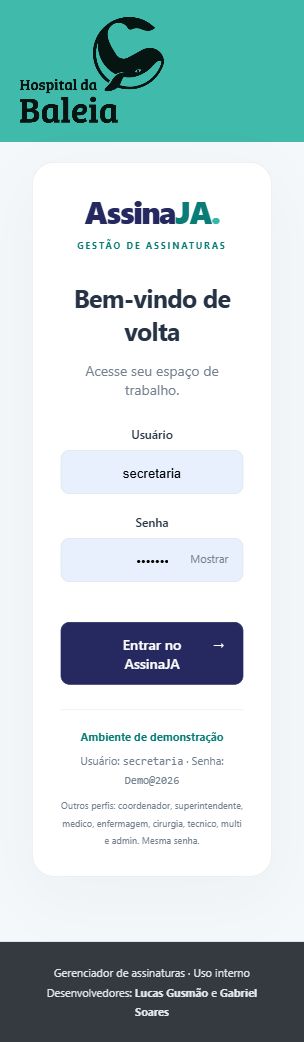 Hospital da
Baleia
AssinaJA.
GESTÃO DE ASSINATURAS
Bem-vindo de
volta
Acesse seu espaço de
trabalho.
Usuário
secretaria
Senha
••••••• Mostrar
Entrar no →
AssinaJA
Ambiente de demonstração
Usuário: secretaria · Senha:
Demo@2026
Outros perfis: coordenador, superintendente,
medico, enfermagem, cirurgia, tecnico, multi
e admin. Mesma senha.
Gerenciador de assinaturas · Uso interno
Desenvolvedores: Lucas Gusmão e Gabriel
Soares